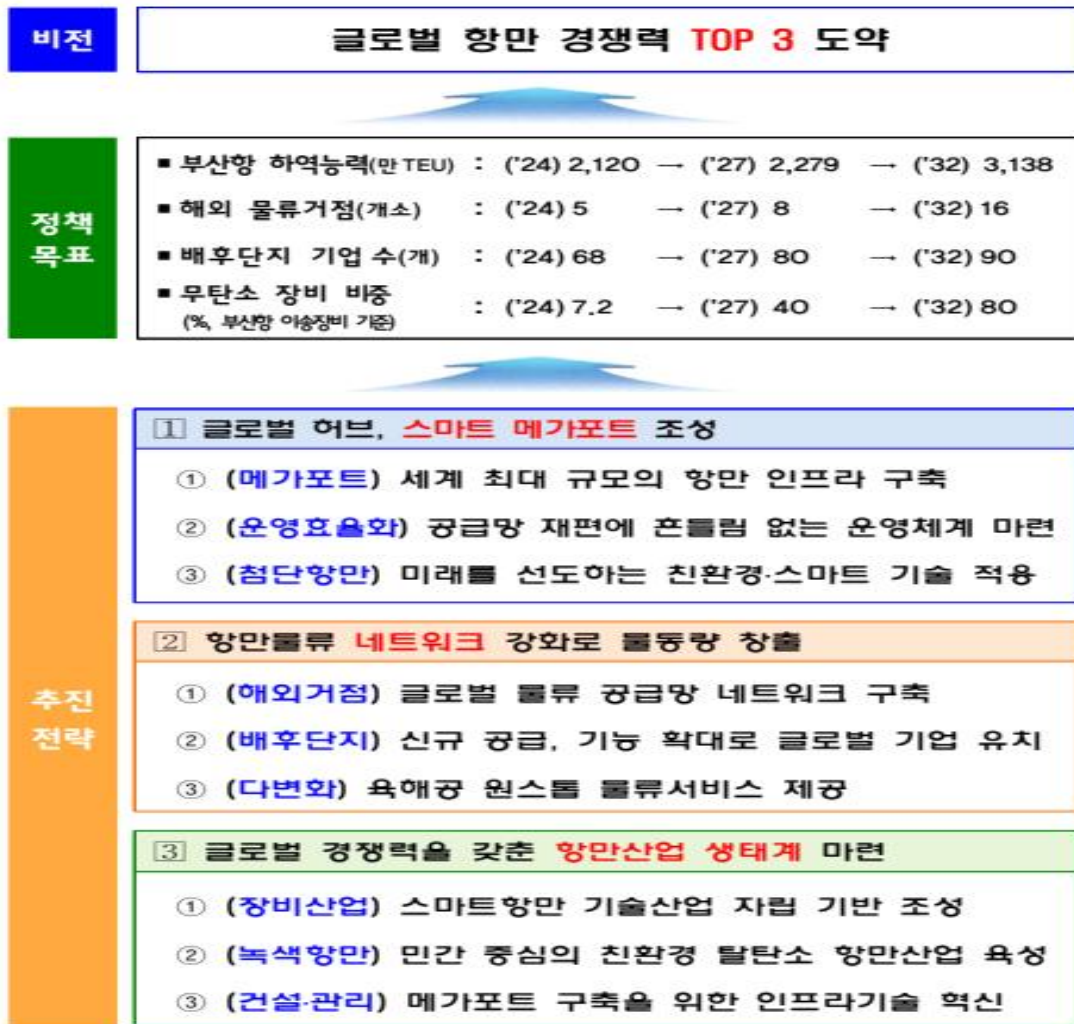 비전
글로벌 항만 경쟁력 TOP 3 도약
정책
목표
▪ 부산항 하역능력(만 TEU) : ('24) 2,120 → ('27) 2,279 → ('32) 3,138
▪ 해외 물류거점(개소) : ('24) 5 → ('27) 8 → ('32) 16
▪ 배후단지 기업 수(개) : ('24) 68 → ('27) 80 → ('32) 90
▪ 무탄소 장비 비중 : ('24) 7.2 → ('27) 40 → ('32) 80
(%, 부산항 이송장비 기준)
추진
전략
1 글로벌 허브, 스마트 메가포트 조성
① (메가포트) 세계 최대 규모의 항만 인프라 구축
② (운영효율화) 공급망 재편에 흔들림 없는 운영체계 마련
③ (첨단항만) 미래를 선도하는 친환경·스마트 기술 적용
2 항만물류 네트워크 강화로 물동량 창출
① (해외거점) 글로벌 물류 공급망 네트워크 구축
② (배후단지) 신규 공급, 기능 확대로 글로벌 기업 유치
③ (다변화) 육해공 원스톱 물류서비스 제공
3 글로벌 경쟁력을 갖춘 항만산업 생태계 마련
① (장비산업) 스마트항만 기술산업 자립 기반 조성
② (녹색항만) 민간 중심의 친환경 탈탄소 항만산업 육성
③ (건설·관리) 메가포트 구축을 위한 인프라기술 혁신